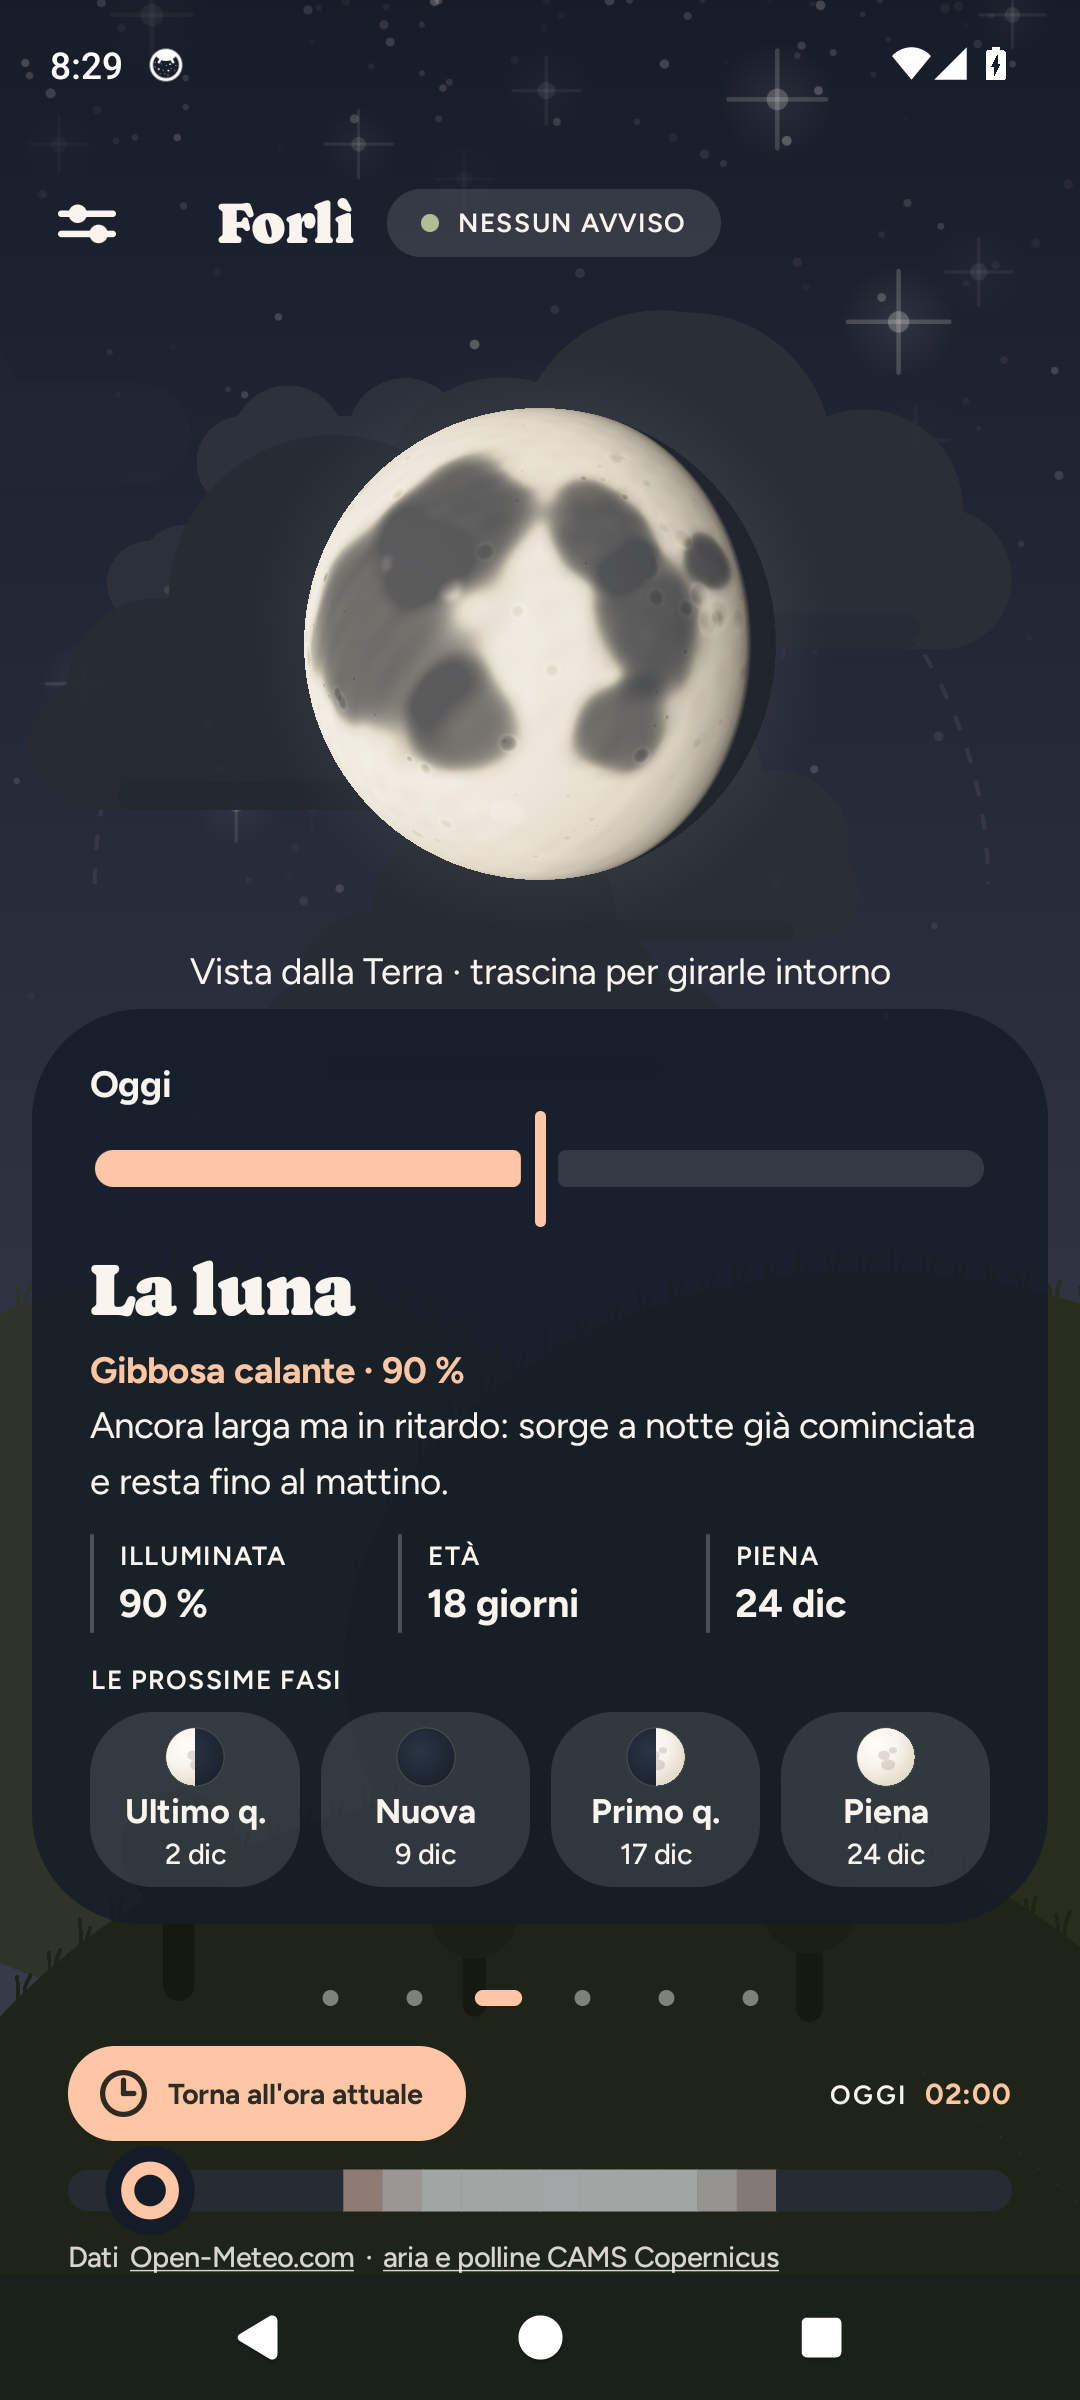 8:29
Forlì
NESSUN AVVISO
Vista dalla Terra · trascina per girarle intorno
Oggi
La luna
Gibbosa calante · 90 %
Ancora larga ma in ritardo: sorge a notte già cominciata
e resta fino al mattino.
ILLUMINATA ETÀ PIENA
90 % 18 giorni 24 dic
LE PROSSIME FASI
Ultimo q. Nuova Primo q. Piena
2 dic 9 dic 17 dic 24 dic
Torna all'ora attuale
OGGI 02:00
Dati Open-Meteo.com · aria e polline CAMS Copernicus